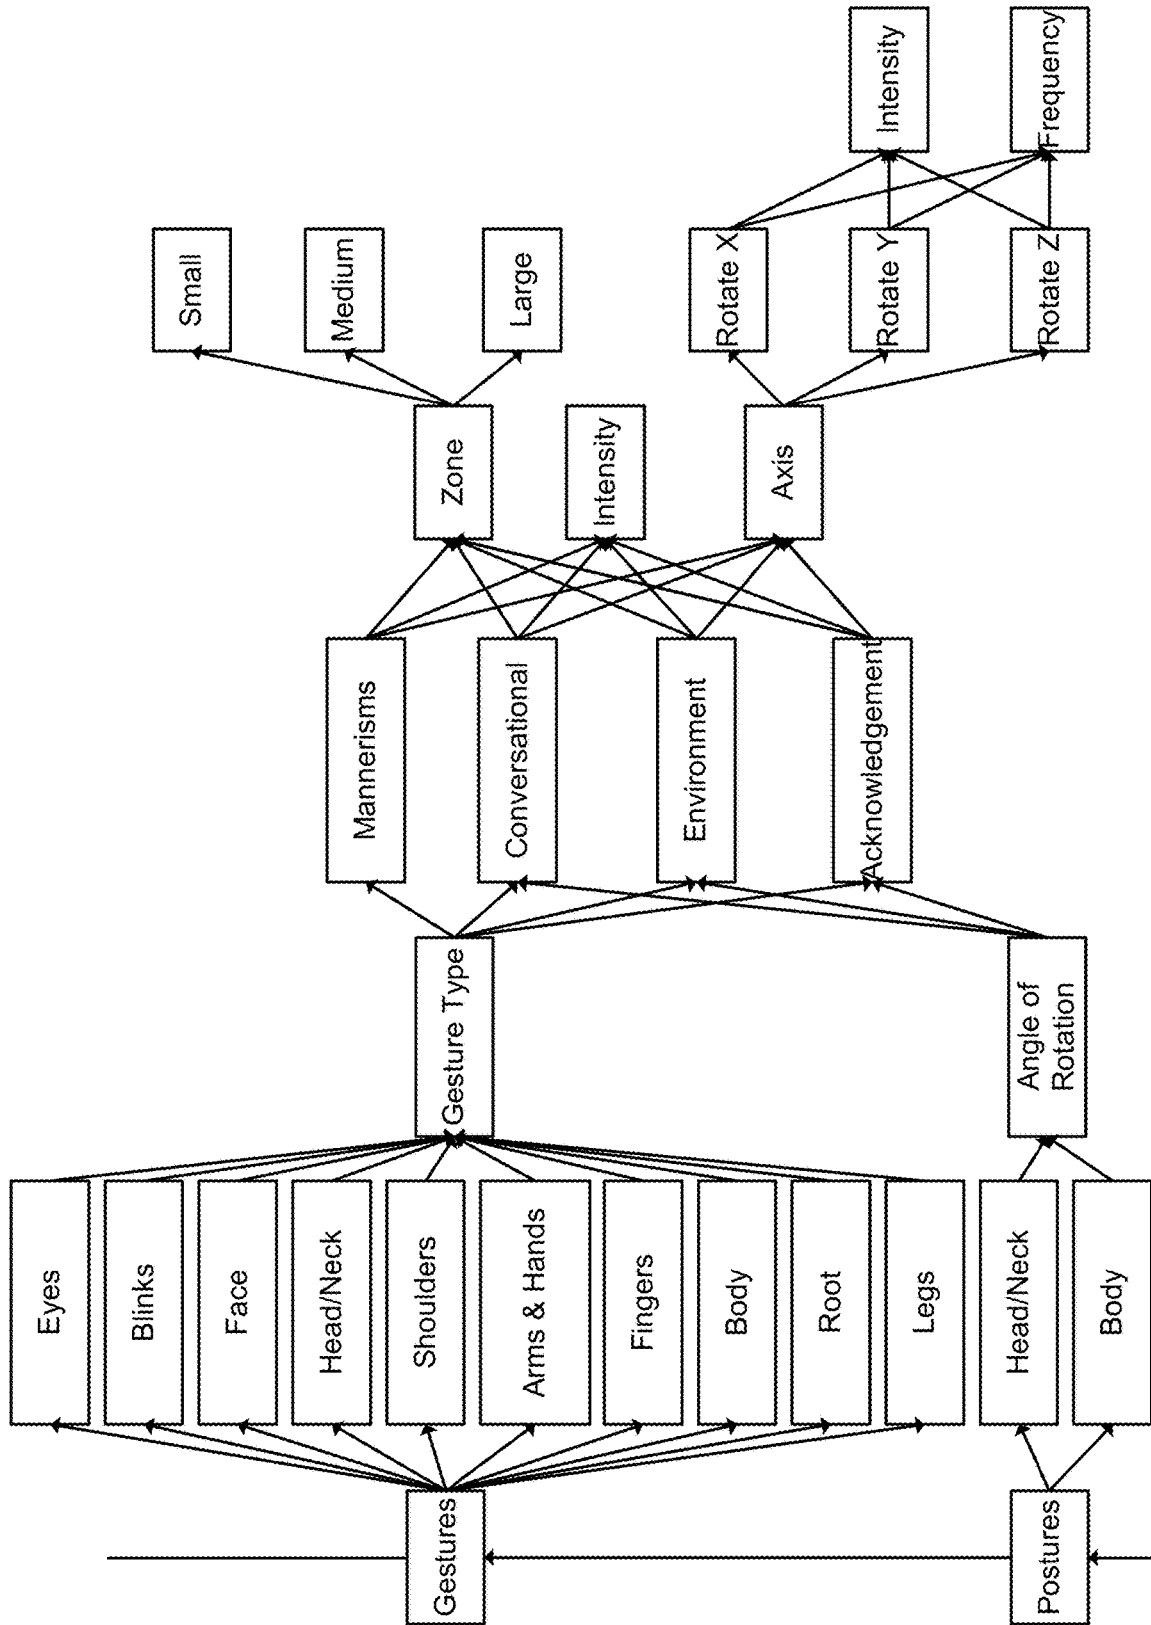 Gestures
Postures
Eyes
Blinks
Face
Head/Neck
Shoulders
Arms & Hands
Fingers
Body
Root
Legs
Head/Neck
Body
Gesture Type
Angle of
Rotation
Mannerisms
Conversational
Environment
Acknowledgement
Zone
Intensity
Axis
Small
Medium
Large
Rotate X
Rotate Y
Rotate Z
Intensity
Frequency